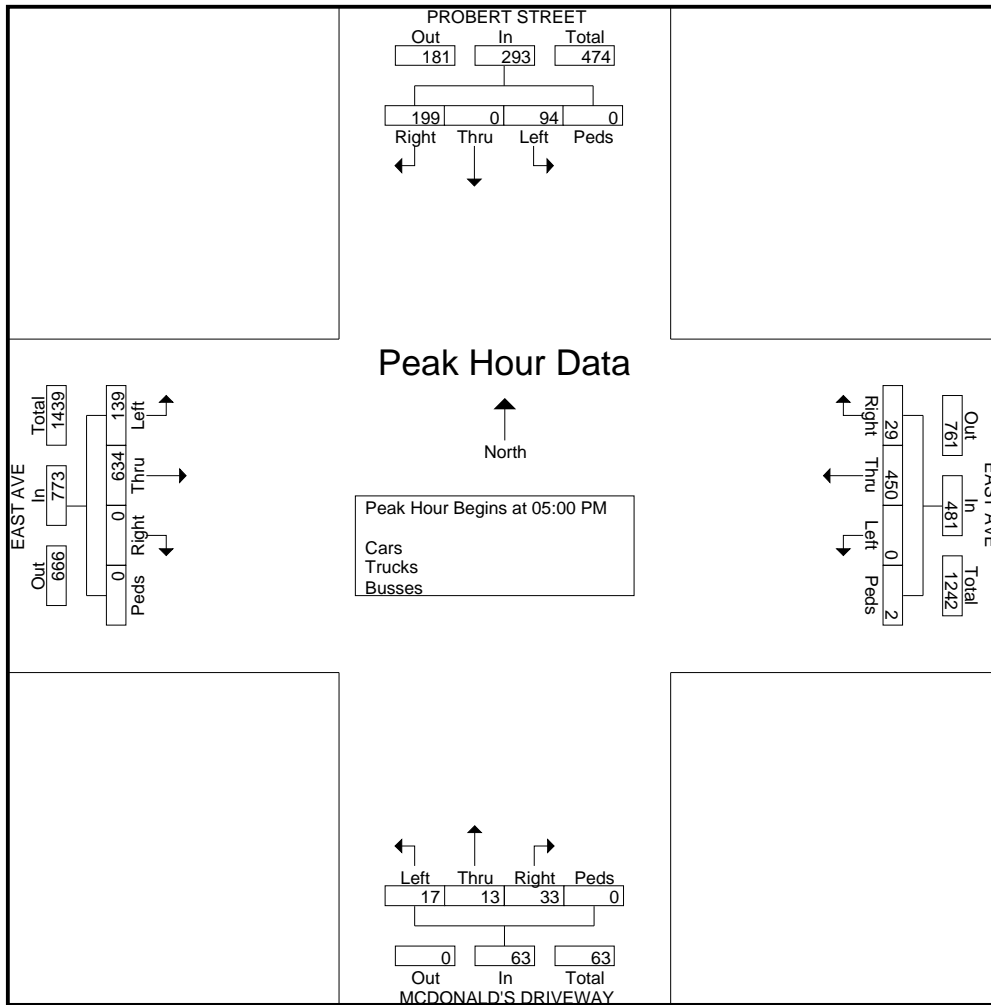 PROBERT STREET
Out In Total
181 293 474
199 0 94 0
Right Thru Left Peds
Peak Hour Data
North
Peak Hour Begins at 05:00 PM
Cars
Trucks
Busses
EAST AVE
Out In Total
666 773 1439
139 634 0 0
Left Thru Right Peds
EAST AVE
Out In Total
761 481 1242
29 450 0 2
Right Thru Left Peds
Left Thru Right Peds
17 13 33 0
0 63 63
Out In Total
MCDONALD'S DRIVEWAY